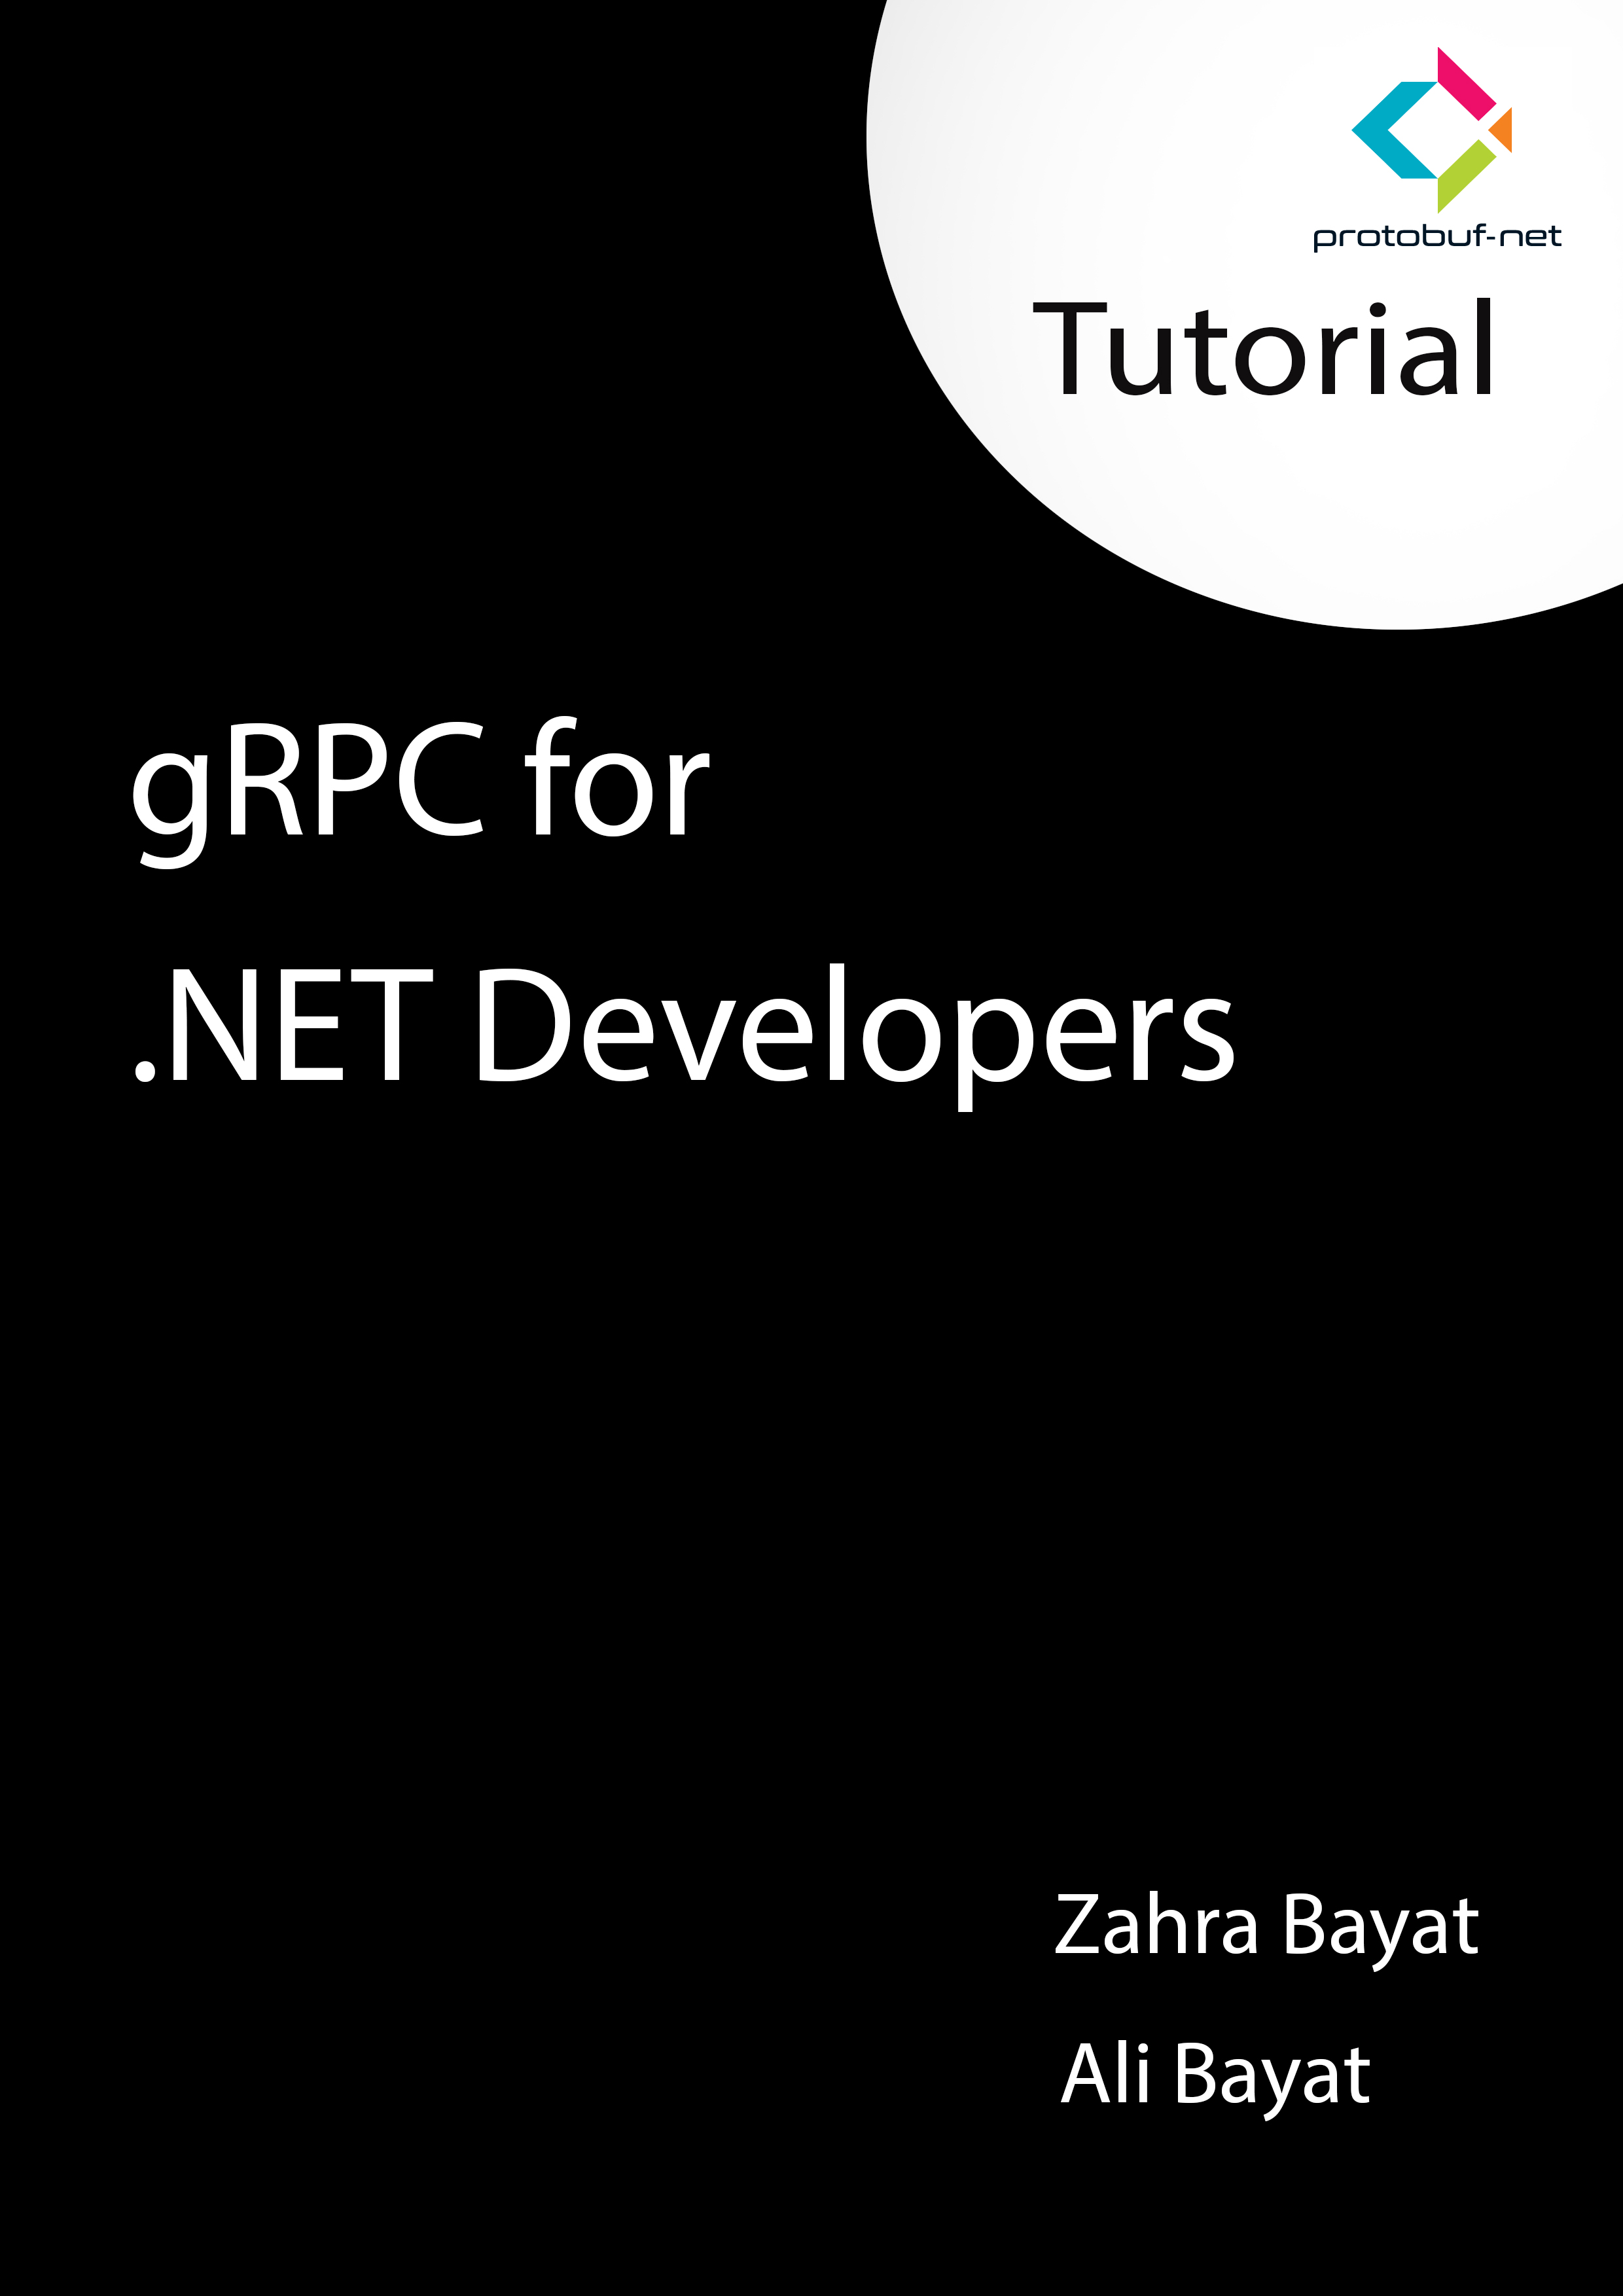 protobuf-net
Tutorial
gRPC for
.NET Developers
Zahra Bayat
Ali Bayat